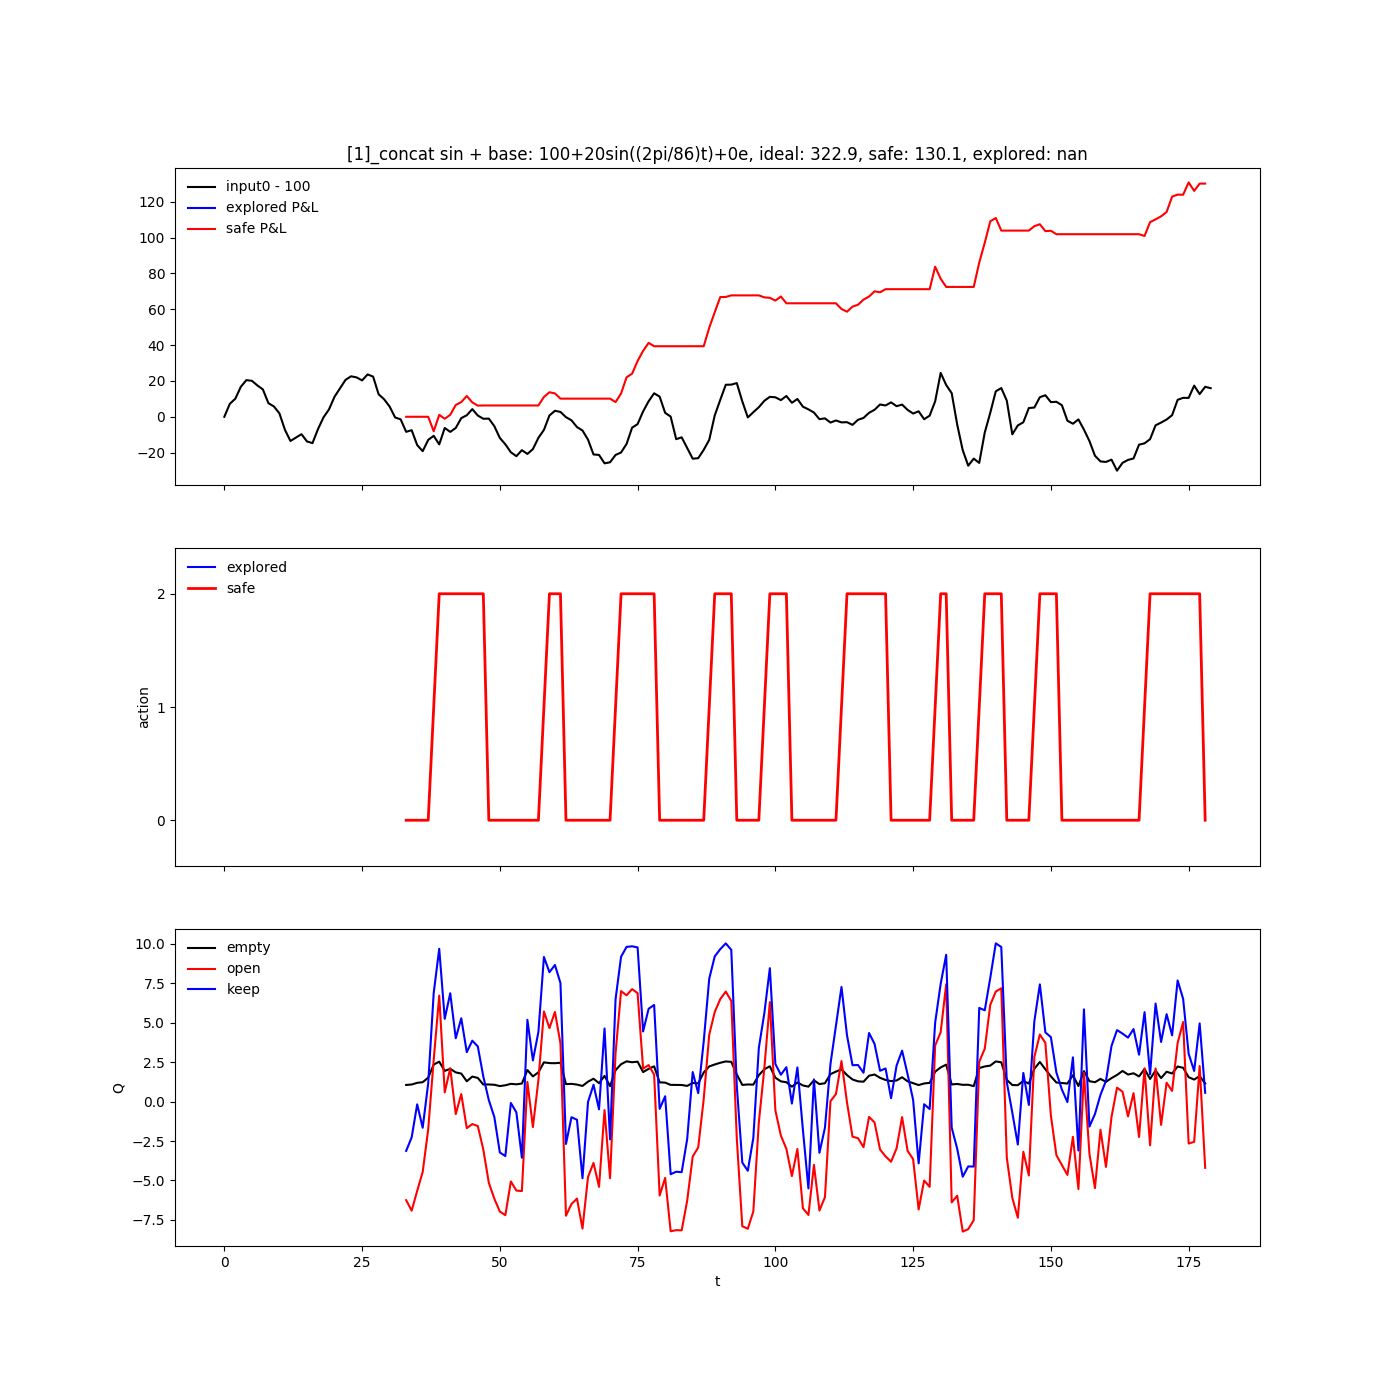 [1]_concat sin + base: 100+20sin((2pi/86)t)+0e, ideal: 322.9, safe: 130.1, explored: nan
input0 - 100
explored P&L
safe P&L
120
100
80
60
40
20
0
−20
explored
safe
2
1
0
action
empty
open
keep
10.0
7.5
5.0
2.5
0.0
−2.5
−5.0
−7.5
Q
0 25 50 75 100 125 150 175
t